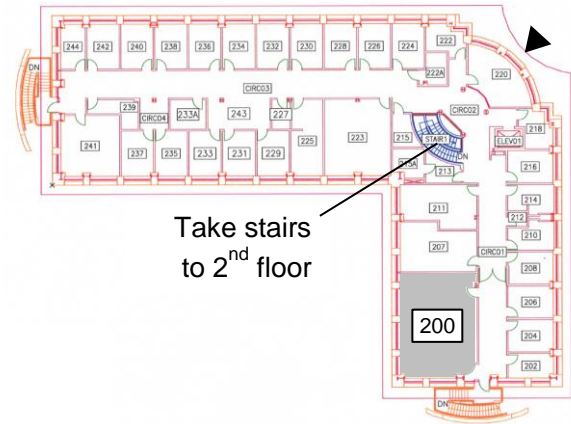 244 242 240 238 236 234 232 230 228 226 224 222
DN
222A 220
CIRC03
CIRC02
239 CIRC04 233A 243 227
218
241 237 235 233 231 229 225 223 215 STAIR1 ELEV01
DN
216
213
214
211
212
Take stairs
to 2nd floor
210
207
CIRC01
208
200
206
204
202
DN